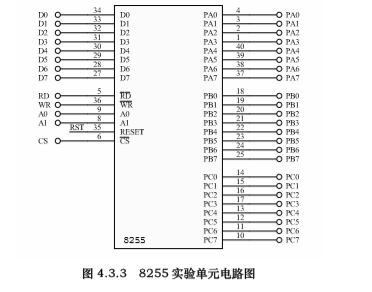 D0 34 D0 PA0 4 PA0
D1 33 D1 PA1 3 PA1
D2 32 D2 PA2 2 PA2
D3 31 D3 PA3 1 PA3
D4 30 D4 PA4 40 PA4
D5 29 D5 PA5 39 PA5
D6 28 D6 PA6 38 PA6
D7 27 D7 PA7 37 PA7
RD 5 RD PB0 18 PB0
WR 36 WR PB1 19 PB1
A0 9 A0 PB2 20 PB2
A1 8 A1 PB3 21 PB3
RST 35 RESET PB4 22 PB4
CS 6 CS PB5 23 PB5
PB6 24 PB6
PB7 25 PB7
PC0 14 PC0
PC1 15 PC1
PC2 16 PC2
PC3 17 PC3
PC4 13 PC4
PC5 12 PC5
PC6 11 PC6
PC7 10 PC7
8255
图 4.3.3 8255 实验单元电路图